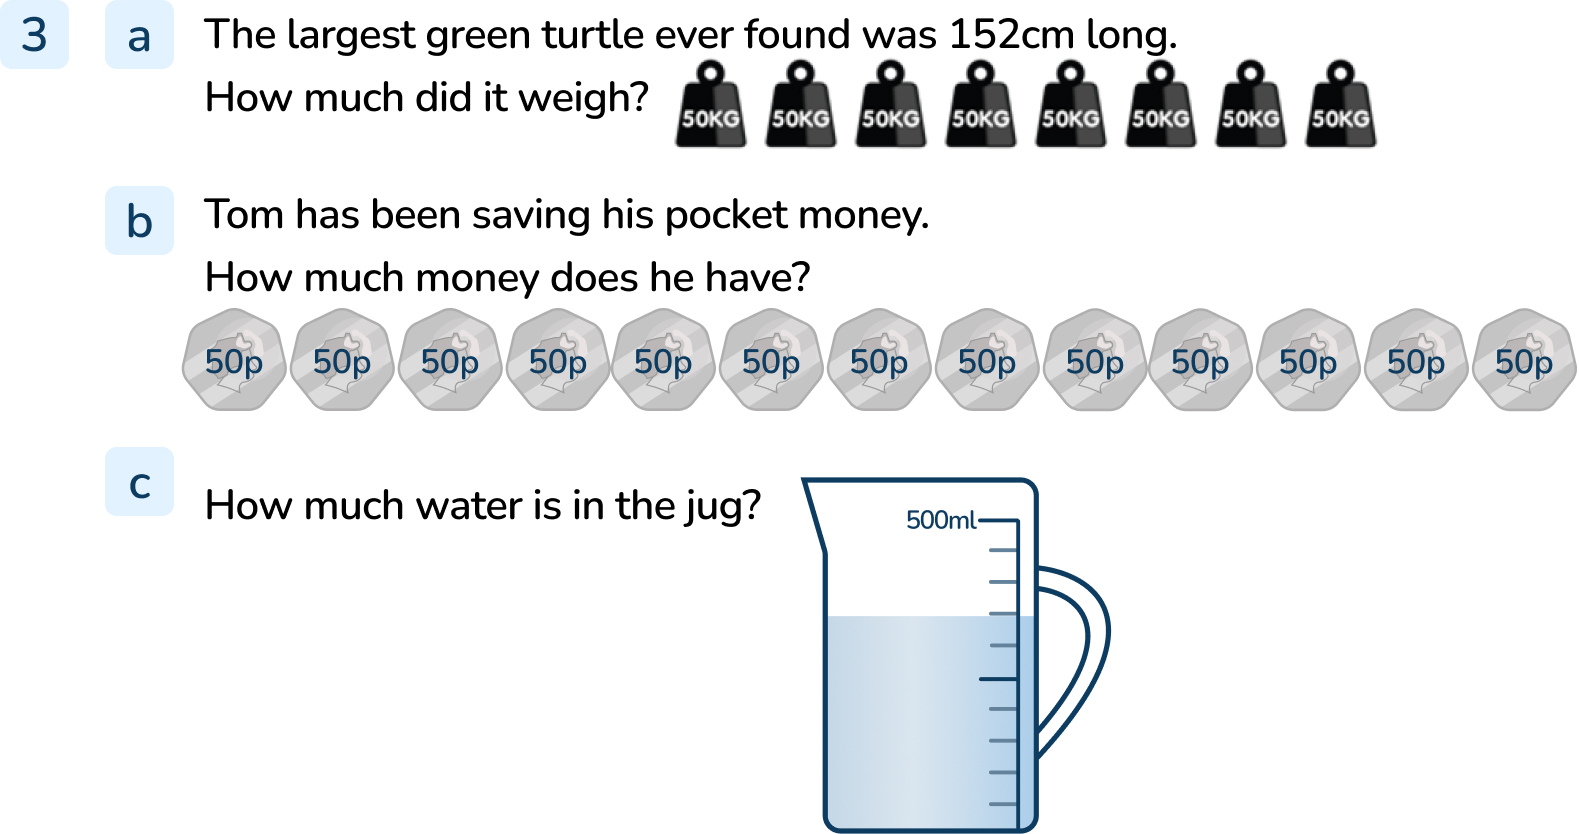 3 a The largest green turtle ever found was 152cm long.
How much did it weigh? 50KG 50KG 50KG 50KG 50KG 50KG 50KG 50KG
b Tom has been saving his pocket money.
How much money does he have?
50p 50p 50p 50p 50p 50p 50p 50p 50p 50p 50p 50p 50p
c How much water is in the jug?
500ml